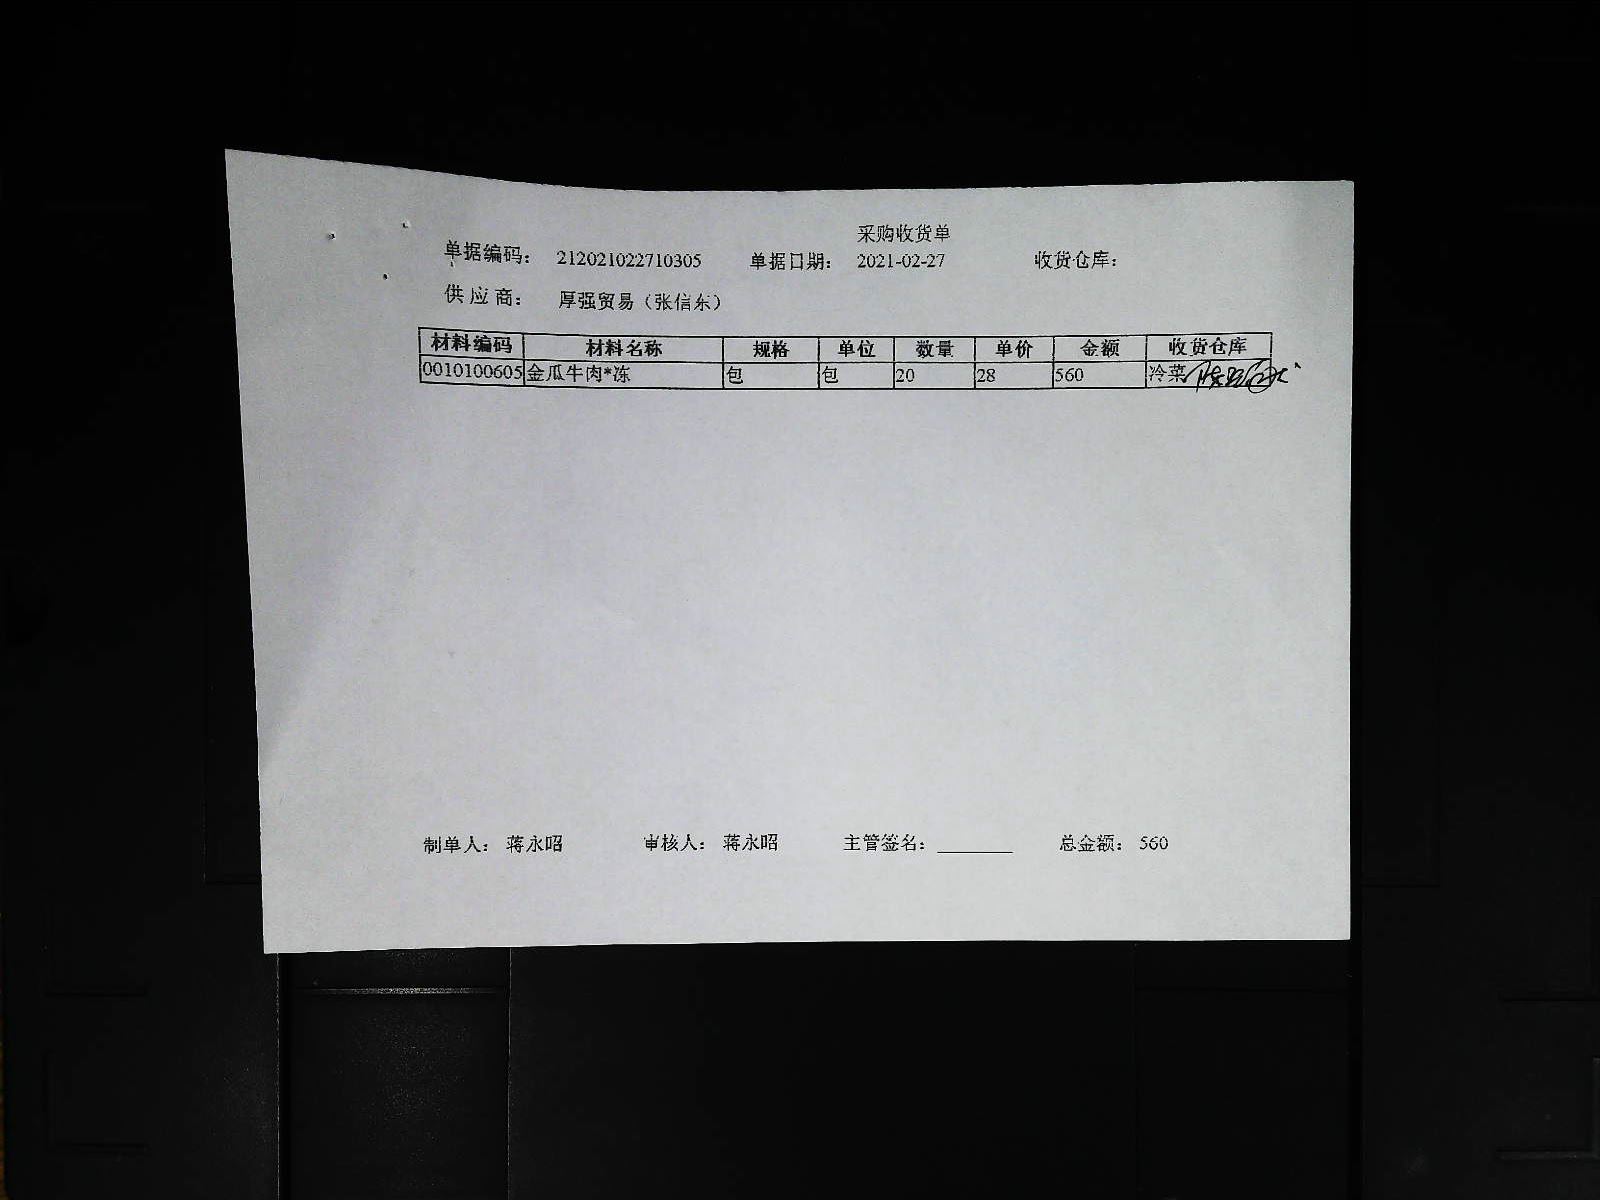 采购收货单
单据编码： 212021022710305 单据日期： 2021-02-27 收货仓库：
供应商： 厚强贸易（张信东）
材料编码 材料名称 规格 单位 数量 单价 金额 收货仓库
0010100605 金瓜牛肉*冻 包 包 20 28 560 冷菜
制单人： 蒋永昭 审核人： 蒋永昭 主管签名： 总金额： 560